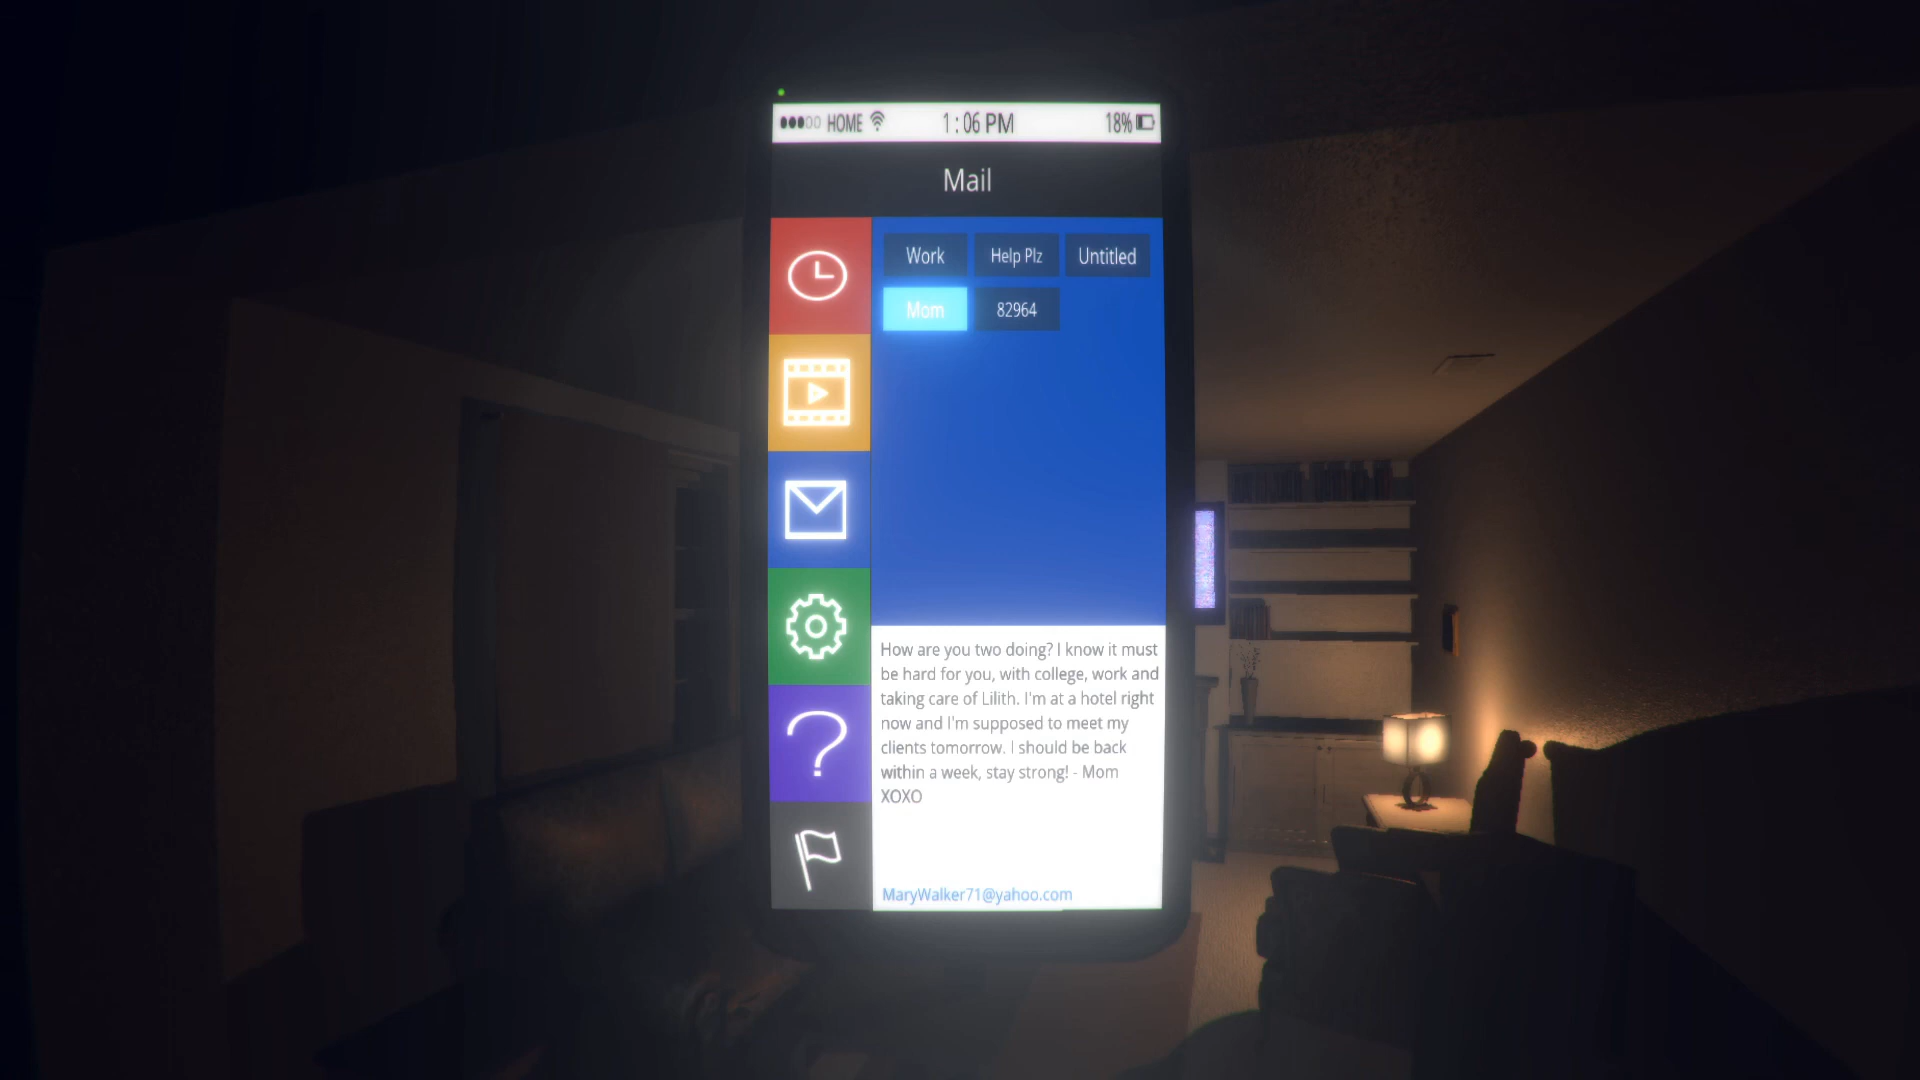 HOME 1:06 PM 18%
Mail
Work Help Plz Untitled
Mom 82964
How are you two doing? I know it must
be hard for you, with college, work and
taking care of Lilith. I'm at a hotel right
now and I'm supposed to meet my
clients tomorrow. I should be back
within a week, stay strong! - Mom
XOXO
MaryWalker71@yahoo.com